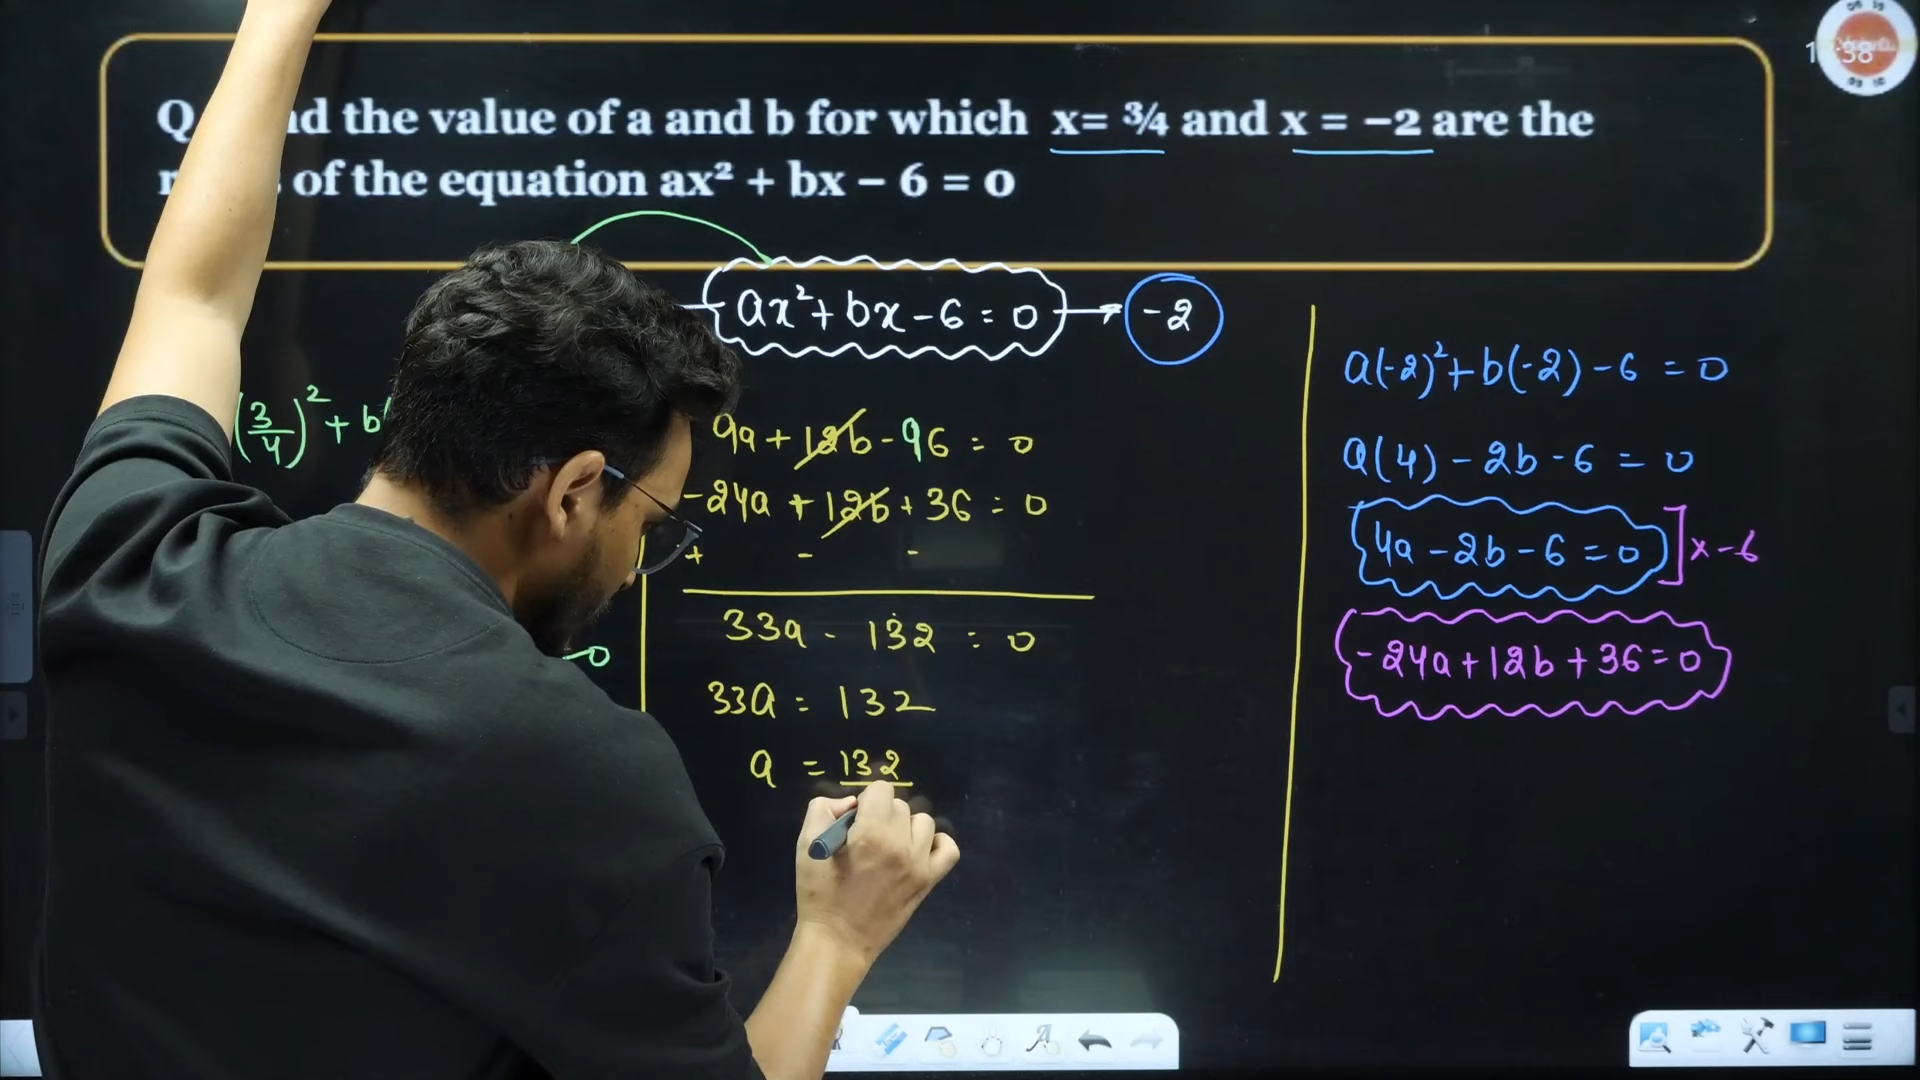 Q. nd the value of a and b for which x= ¾ and x = −2 are the
of the equation ax² + bx − 6 = 0
ax² + bx - 6 = 0 → -2
(3/4)² + b
9a + 12b - 96 = 0
-24a + 12b + 36 = 0
+ - -
33a - 132 = 0
33a = 132
a = 132
0
a(-2)² + b(-2) - 6 = 0
a(4) - 2b - 6 = 0
4a - 2b - 6 = 0 ] x - 6
-24a + 12b + 36 = 0